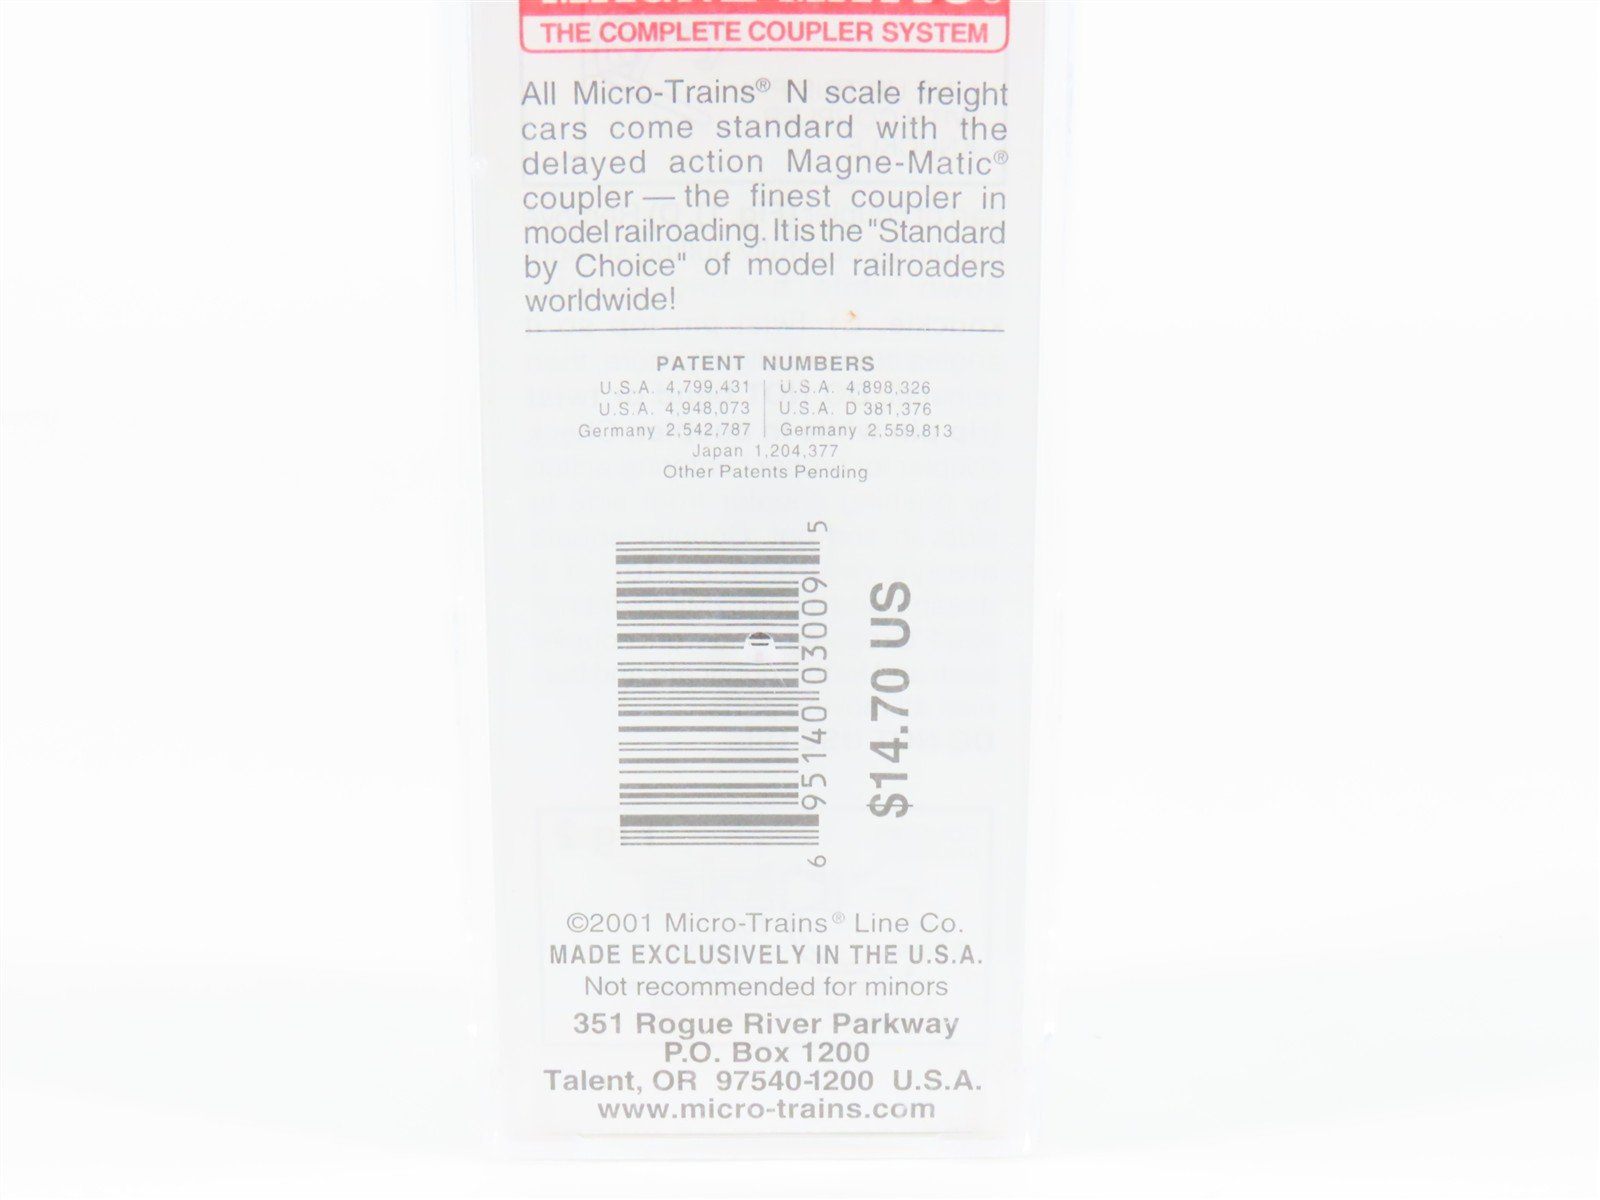 THE COMPLETE COUPLER SYSTEM
All Micro-Trains® N scale freight
cars come standard with the
delayed action Magne-Matic®
coupler — the finest coupler in
model railroading. It is the "Standard
by Choice" of model railroaders
worldwide!
PATENT NUMBERS
U.S.A. 4,799,431 | U.S.A. 4,898,326
U.S.A. 4,948,073 | U.S.A. D 381,376
Germany 2,542,787 | Germany 2,559,813
Japan 1,204,377
Other Patents Pending
6 95140 03009 5
$14.70 US
©2001 Micro-Trains® Line Co.
MADE EXCLUSIVELY IN THE U.S.A.
Not recommended for minors
351 Rogue River Parkway
P.O. Box 1200
Talent, OR 97540-1200 U.S.A.
www.micro-trains.com